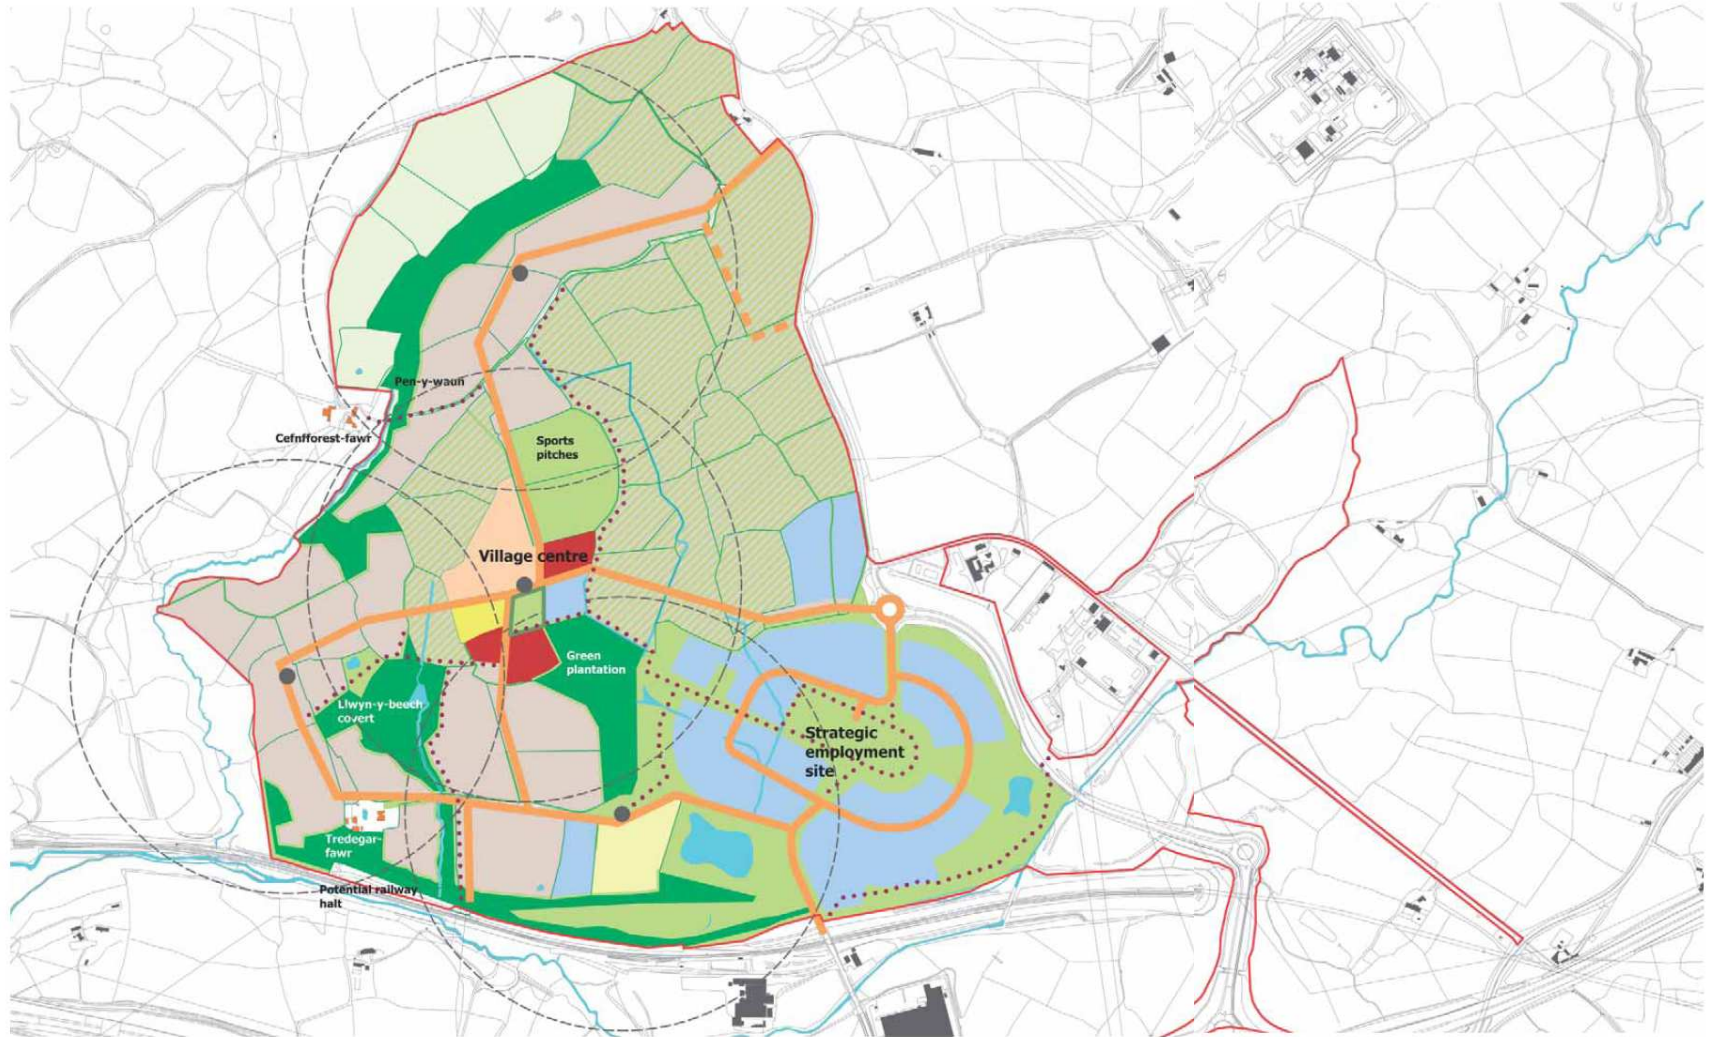 Pen-y-waun
Cefnfforest-fawr
Sports
pitches
Village centre
Green
plantation
Llwyn-y-beech
covert
Strategic
employment
site
Tredegar-
fawr
Potential railway
halt